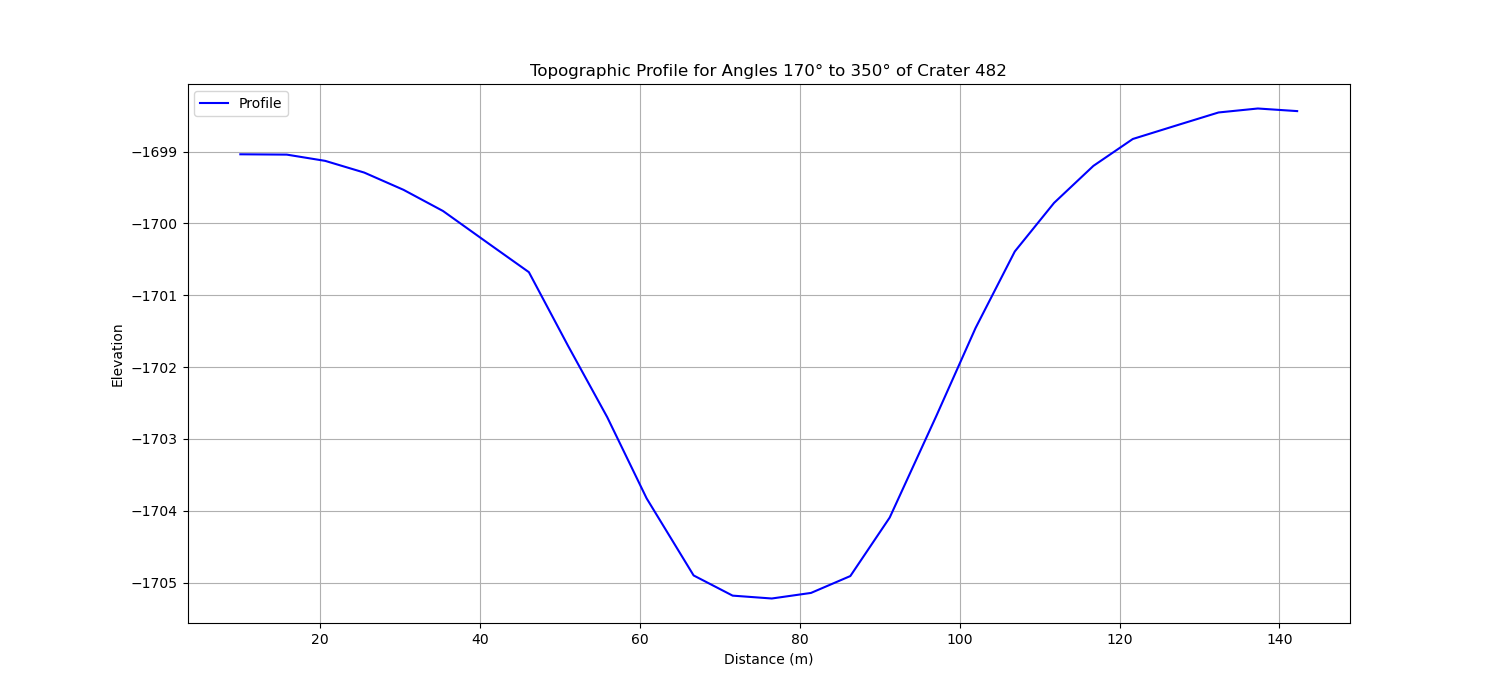 Topographic Profile for Angles 170° to 350° of Crater 482
Profile
−1699
−1700
−1701
−1702
−1703
−1704
−1705
Elevation
20 40 60 80 100 120 140
Distance (m)